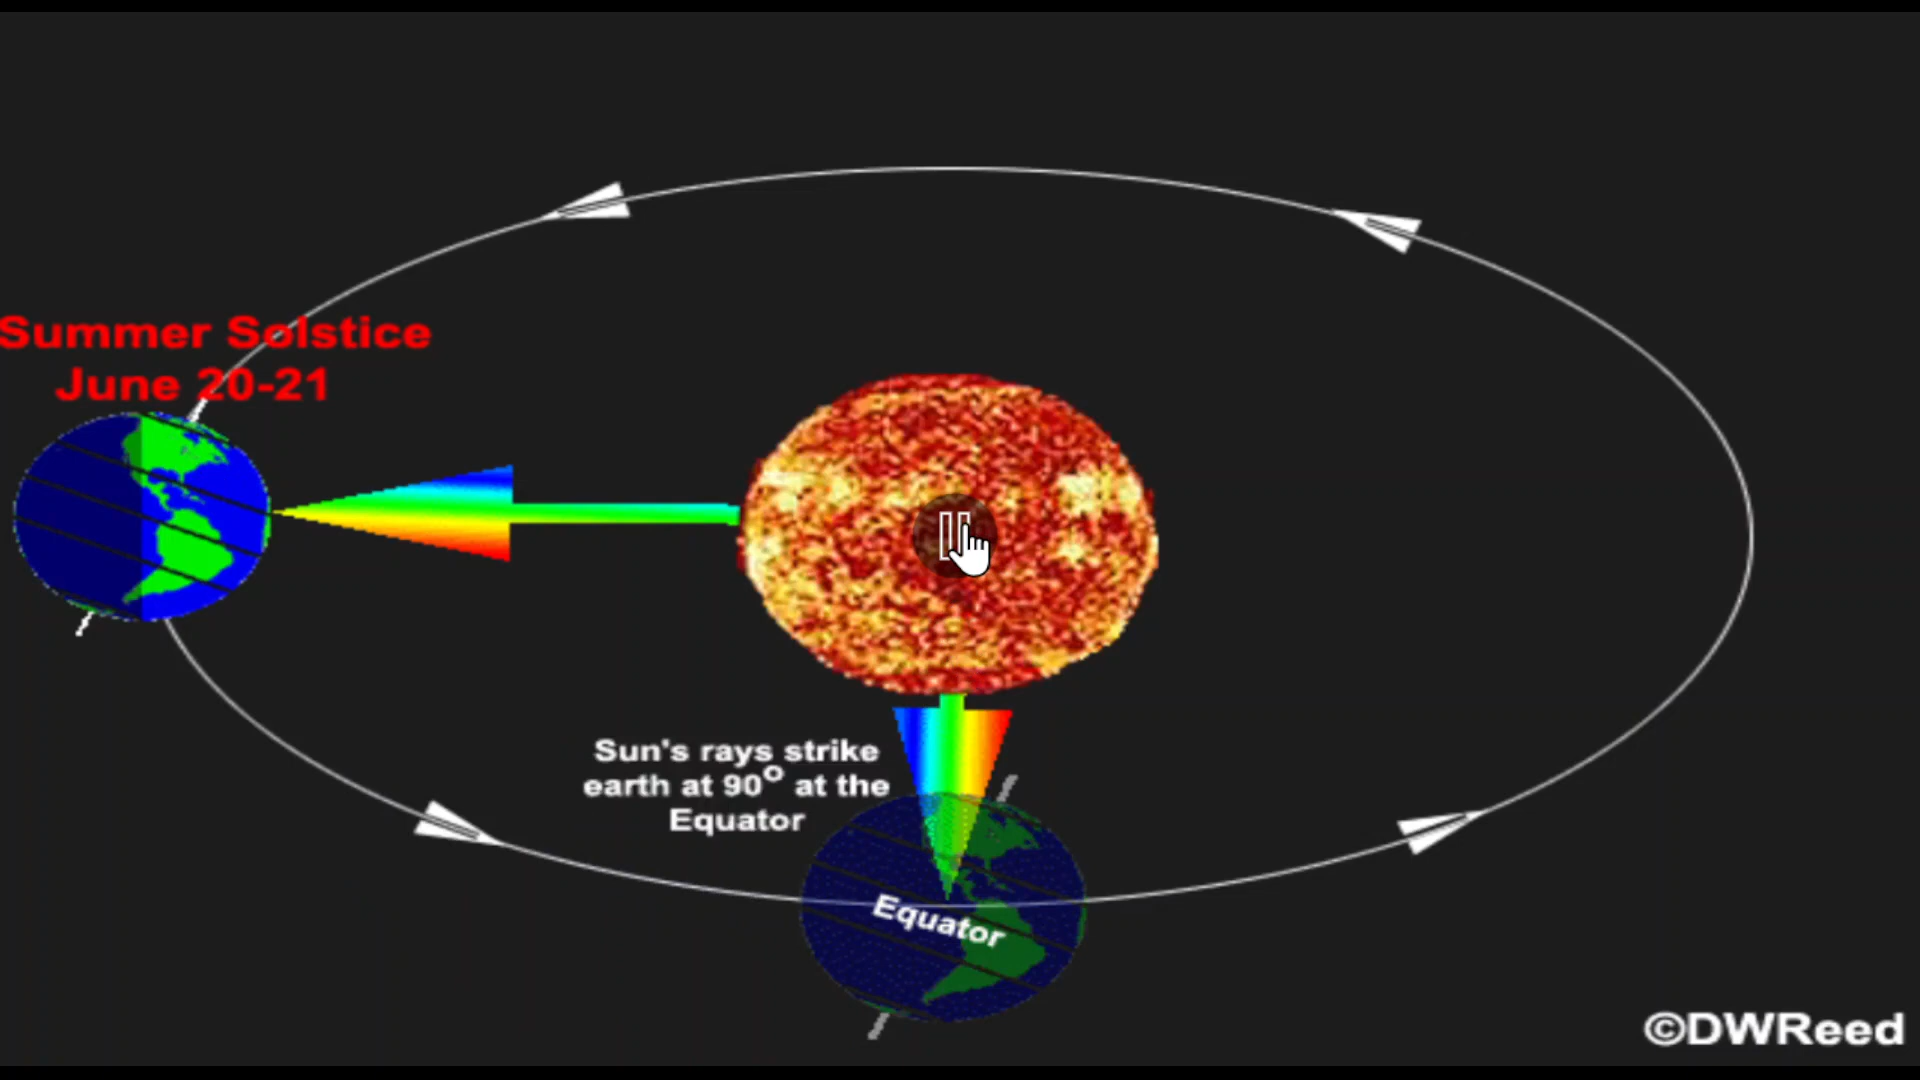 Summer Solstice
June 20-21
Sun's rays strike
earth at 90° at the
Equator
Equator
©DWReed